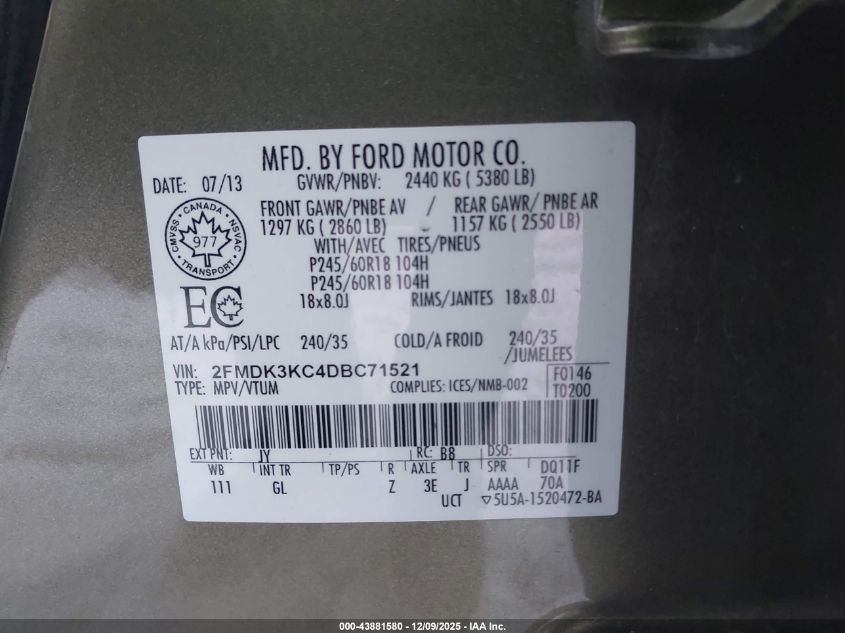 MFD. BY FORD MOTOR CO.
DATE: 07/13 GVWR/PNBV: 2440 KG ( 5380 LB)
FRONT GAWR/PNBE AV / REAR GAWR/ PNBE AR
1297 KG ( 2860 LB) 1157 KG ( 2550 LB)
WITH/AVEC TIRES/PNEUS
P245/60R18 104H
P245/60R18 104H
18x8.0J RIMS/JANTES 18x8.0J
CMVSS • CANADA • NSVAC • TRANSPORT
977
EC
AT/A kPa/PSI/LPC 240/35 COLD/A FROID 240/35
/JUMELEES
VIN: 2FMDK3KC4DBC71521 F0146
TYPE: MPV/VTUM COMPLIES: ICES/NMB-002 T0200
EXT PNT: JY RC: B8 DSO:
WB INT TR TP/PS R AXLE TR SPR DQ11F
111 GL Z 3E J AAAA 70A
UCT ▽5U5A-1520472-BA
000-43881580 - 12/09/2025 - IAA Inc.